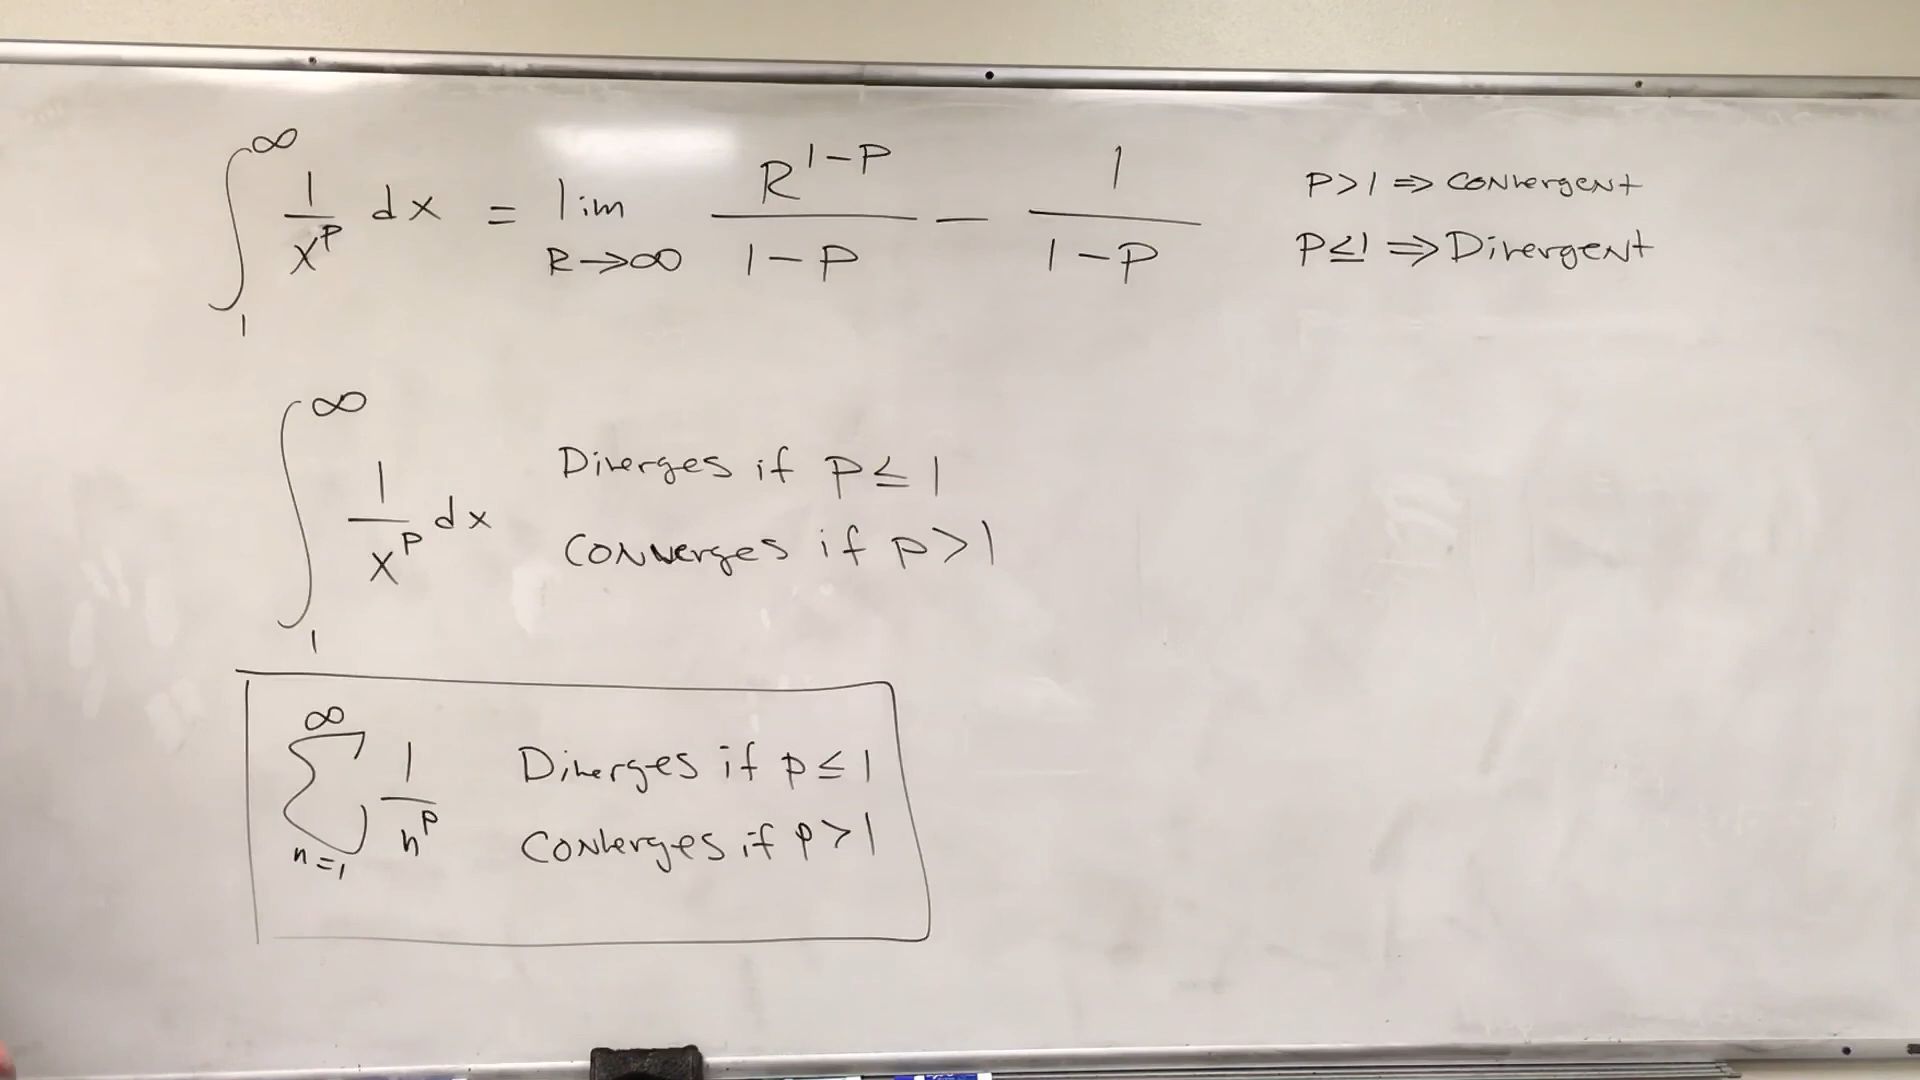 ∫₁^∞ 1/x^p dx = lim R→∞ R^(1-P)/(1-P) - 1/(1-P)
P>1 ⇒ Convergent
P≤1 ⇒ Divergent
∫₁^∞ 1/x^p dx
Diverges if P≤1
Converges if p>1
∑ n=1 ^∞ 1/n^p
Diverges if p≤1
Converges if p>1